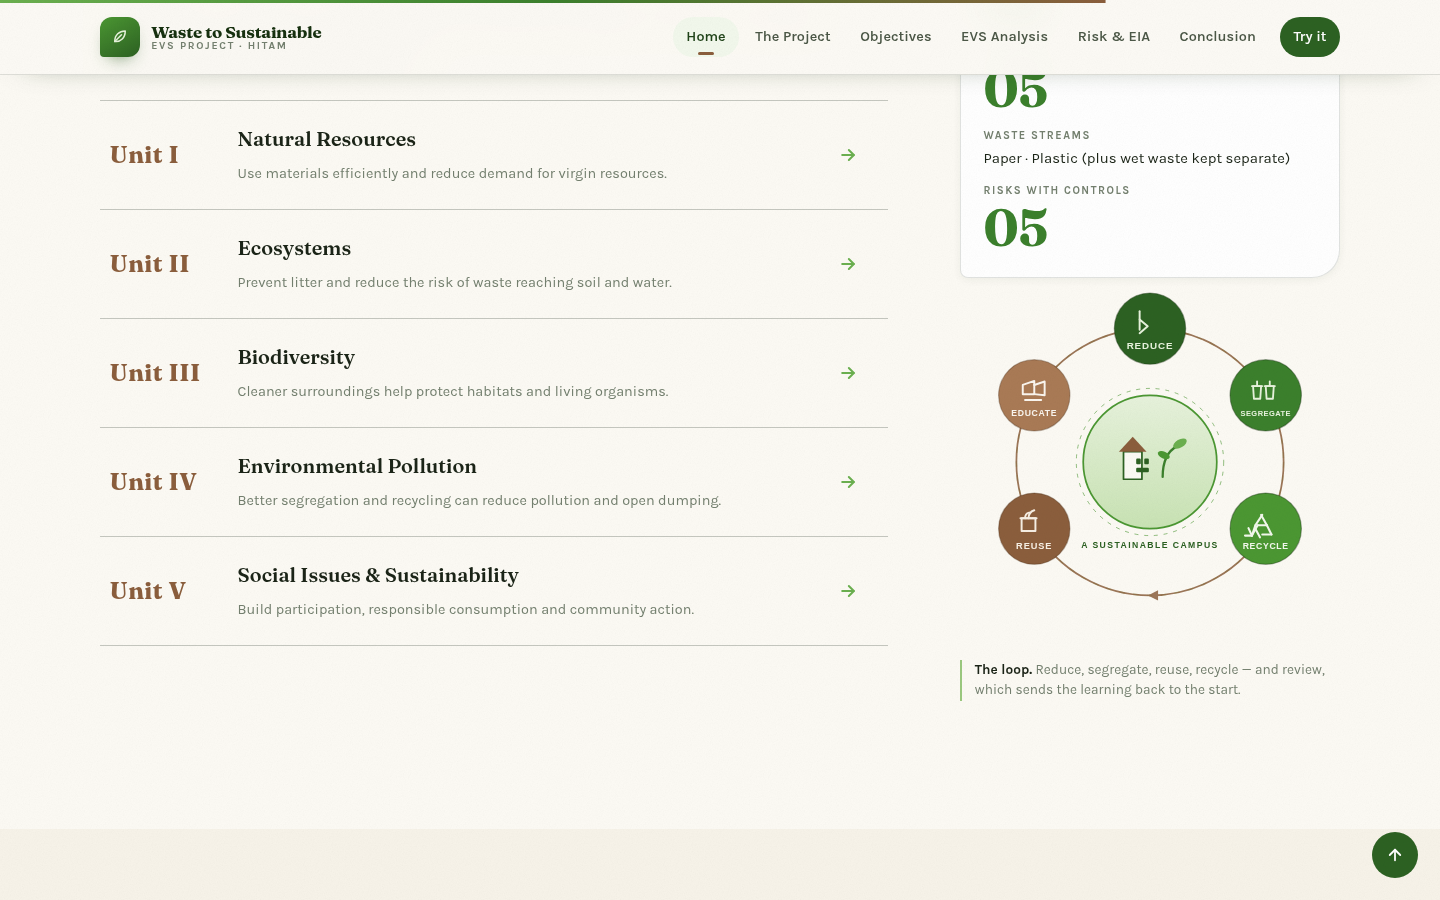 Waste to Sustainable
EVS PROJECT · HITAM
Home
The Project
Objectives
EVS Analysis
Risk & EIA
Conclusion
Try it
Unit I
Natural Resources
Use materials efficiently and reduce demand for virgin resources.
Unit II
Ecosystems
Prevent litter and reduce the risk of waste reaching soil and water.
Unit III
Biodiversity
Cleaner surroundings help protect habitats and living organisms.
Unit IV
Environmental Pollution
Better segregation and recycling can reduce pollution and open dumping.
Unit V
Social Issues & Sustainability
Build participation, responsible consumption and community action.
05
WASTE STREAMS
Paper · Plastic (plus wet waste kept separate)
RISKS WITH CONTROLS
05
REDUCE
EDUCATE
SEGREGATE
REUSE
A SUSTAINABLE CAMPUS
RECYCLE
The loop. Reduce, segregate, reuse, recycle — and review,
which sends the learning back to the start.